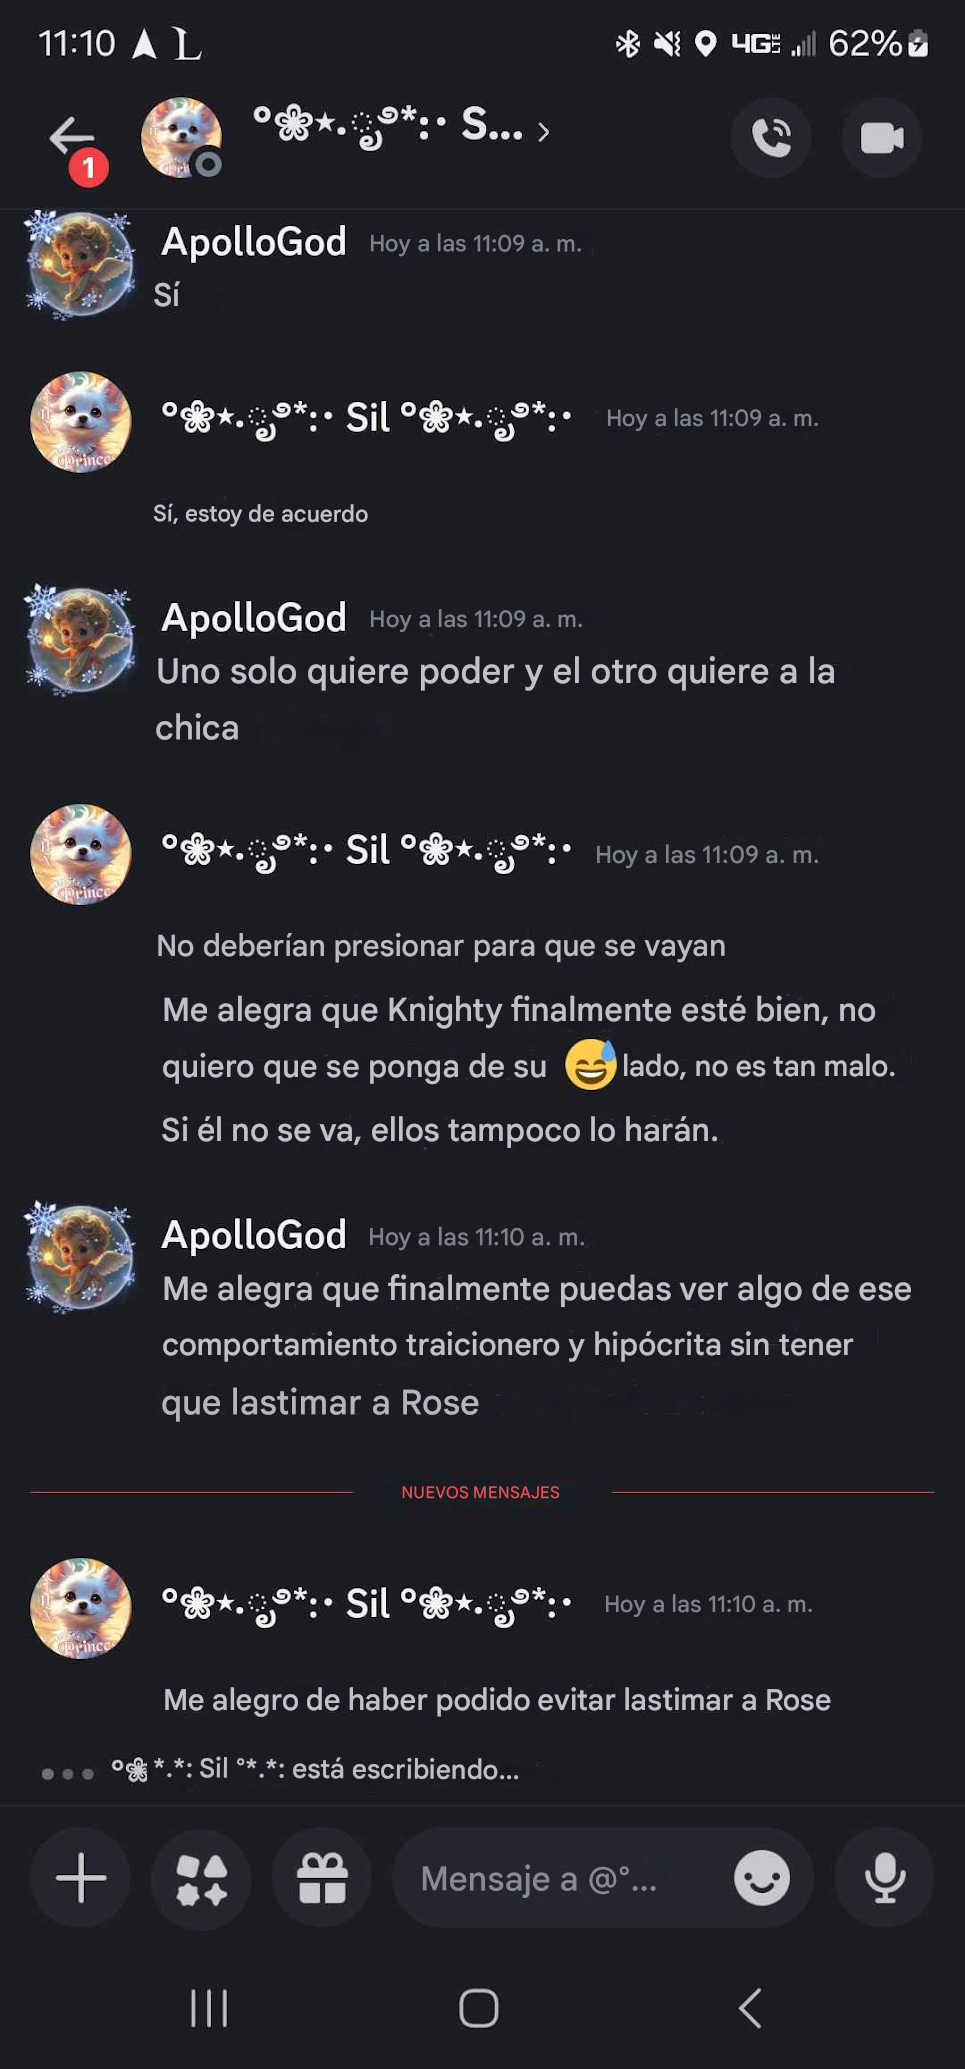 11:10 L 4G LTE 62%
1 °❀⋆.ೃ࿔*:･ S... ›
ApolloGod Hoy a las 11:09 a. m.
Sí
°❀⋆.ೃ࿔*:･ Sil °❀⋆.ೃ࿔*:･ Hoy a las 11:09 a. m.
Sí, estoy de acuerdo
ApolloGod Hoy a las 11:09 a. m.
Uno solo quiere poder y el otro quiere a la
chica
°❀⋆.ೃ࿔*:･ Sil °❀⋆.ೃ࿔*:･ Hoy a las 11:09 a. m.
No deberían presionar para que se vayan
Me alegra que Knighty finalmente esté bien, no
quiero que se ponga de su 😅 lado, no es tan malo.
Si él no se va, ellos tampoco lo harán.
ApolloGod Hoy a las 11:10 a. m.
Me alegra que finalmente puedas ver algo de ese
comportamiento traicionero y hipócrita sin tener
que lastimar a Rose
NUEVOS MENSAJES
°❀⋆.ೃ࿔*:･ Sil °❀⋆.ೃ࿔*:･ Hoy a las 11:10 a. m.
Me alegro de haber podido evitar lastimar a Rose
°❀*.*: Sil °*.*: está escribiendo...
Mensaje a @°...